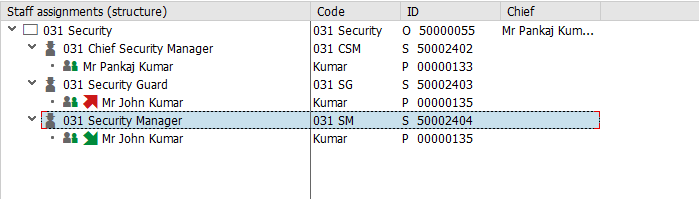 Staff assignments (structure) Code ID Chief
031 Security 031 Security O 50000055 Mr Pankaj Kum...
031 Chief Security Manager 031 CSM S 50002402
Mr Pankaj Kumar Kumar P 00000133
031 Security Guard 031 SG S 50002403
Mr John Kumar Kumar P 00000135
031 Security Manager 031 SM S 50002404
Mr John Kumar Kumar P 00000135